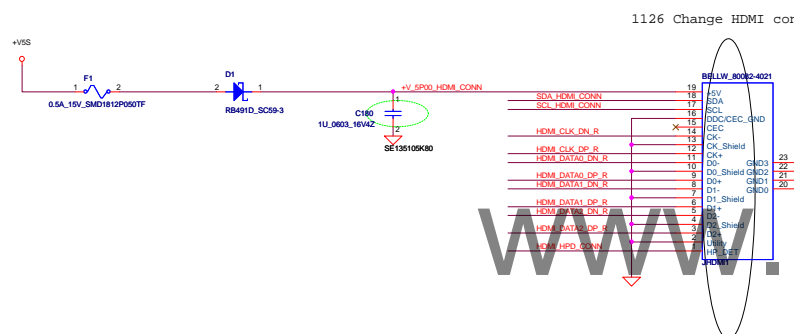 1126 Change HDMI con
+V5S
F1
1 2
0.5A_15V_SMD1812P050TF
D1
2 1
RB491D_SC59-3
+V_5P00_HDMI_CONN
1
C180
1U_0603_16V4Z
2
SE135105K80
BELLW_80082-4021
19 +5V
SDA_HDMI_CONN 18 SDA
SCL_HDMI_CONN 17 SCL
16 DDC/CEC_GND
15 CEC
HDMI_CLK_DN_R 14 CK-
13 CK_Shield
HDMI_CLK_DP_R 12 CK+
HDMI_DATA0_DN_R 11 D0- GND3 23
10 D0_Shield GND2 22
HDMI_DATA0_DP_R 9 D0+ GND1 21
HDMI_DATA1_DN_R 8 D1- GND0 20
7 D1_Shield
HDMI_DATA1_DP_R 6 D1+
HDMI_DATA2_DN_R 5 D2-
4 D2_Shield
HDMI_DATA2_DP_R 3 D2+
2 Utility
HDMI_HPD_CONN 1 HP_DET
JHDMI1
www.